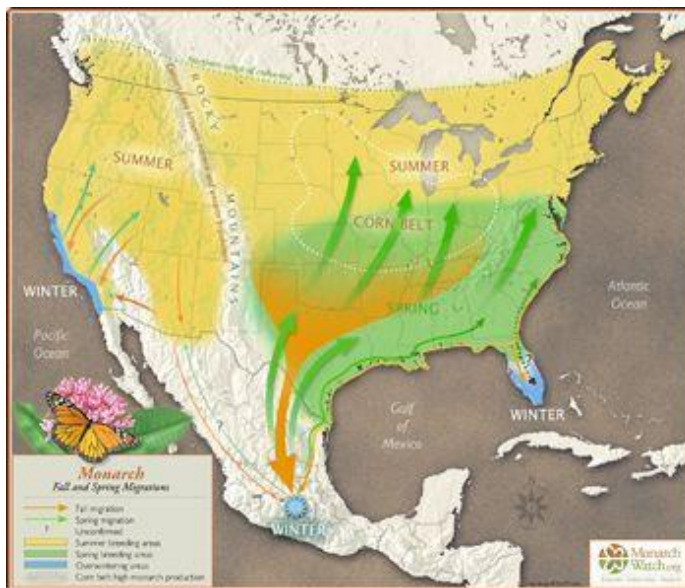 ROCKY
MOUNTAINS
SUMMER
SUMMER
CORN BELT
SPRING
WINTER
Pacific
Ocean
Atlantic
Ocean
Gulf
of
Mexico
WINTER
WINTER
Monarch
Fall and Spring Migrations
Fall migration
Spring migration
? Unconfirmed
Summer breeding areas
Spring breeding areas
Overwintering areas
Corn belt high monarch production
?
Monarch
Watch.org